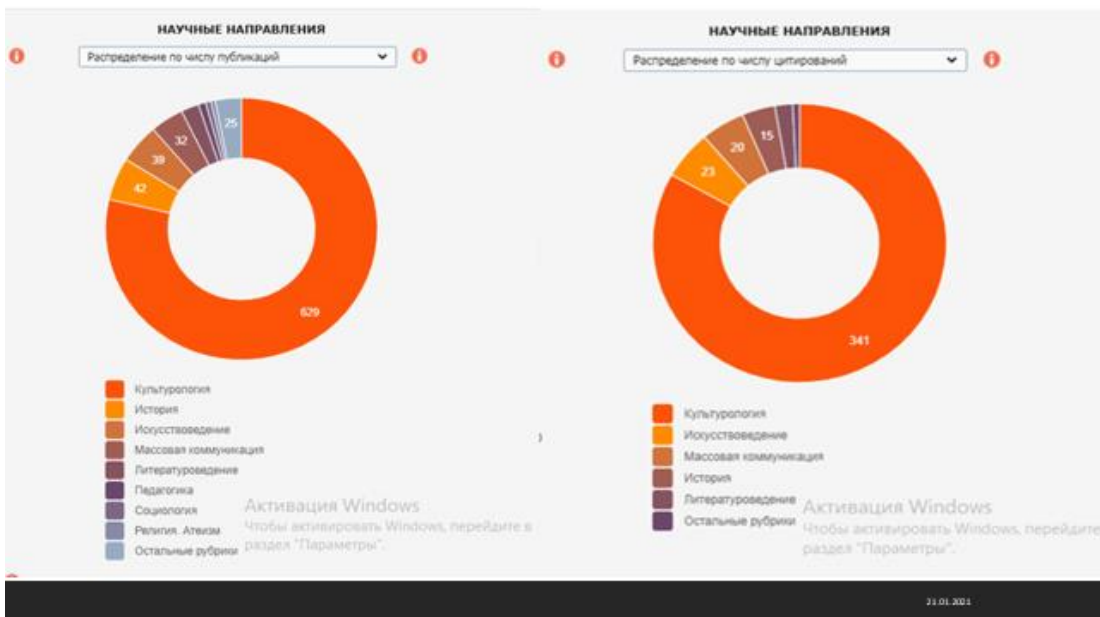 НАУЧНЫЕ НАПРАВЛЕНИЯ
Распределение по числу публикаций
25
32
39
42
629
Культурология
История
Искусствоведение
Массовая коммуникация
Литературоведение
Педагогика
Социология
Религия. Атеизм
Остальные рубрики
Активация Windows
Чтобы активировать Windows, перейдите в
раздел "Параметры".
НАУЧНЫЕ НАПРАВЛЕНИЯ
Распределение по числу цитирований
15
20
23
341
Культурология
Искусствоведение
Массовая коммуникация
История
Литературоведение
Остальные рубрики
Активация Windows
Чтобы активировать Windows, перейдите
раздел "Параметры".
21.01.2021